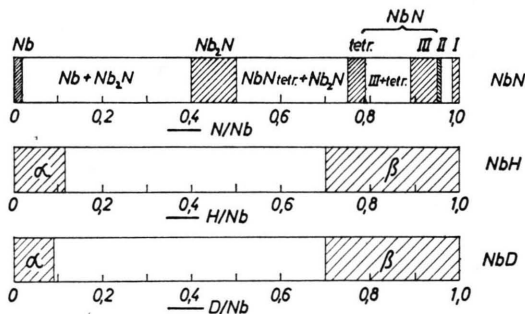 NbN
Nb Nb₂N tetr. III II I
Nb + Nb₂N NbN tetr. + Nb₂N III + tetr. NbN
0 0,2 0,4 0,6 0,8 1,0
N/Nb
α β NbH
0 0,2 0,4 0,6 0,8 1,0
H/Nb
α β NbD
0 0,2 0,4 0,6 0,8 1,0
D/Nb